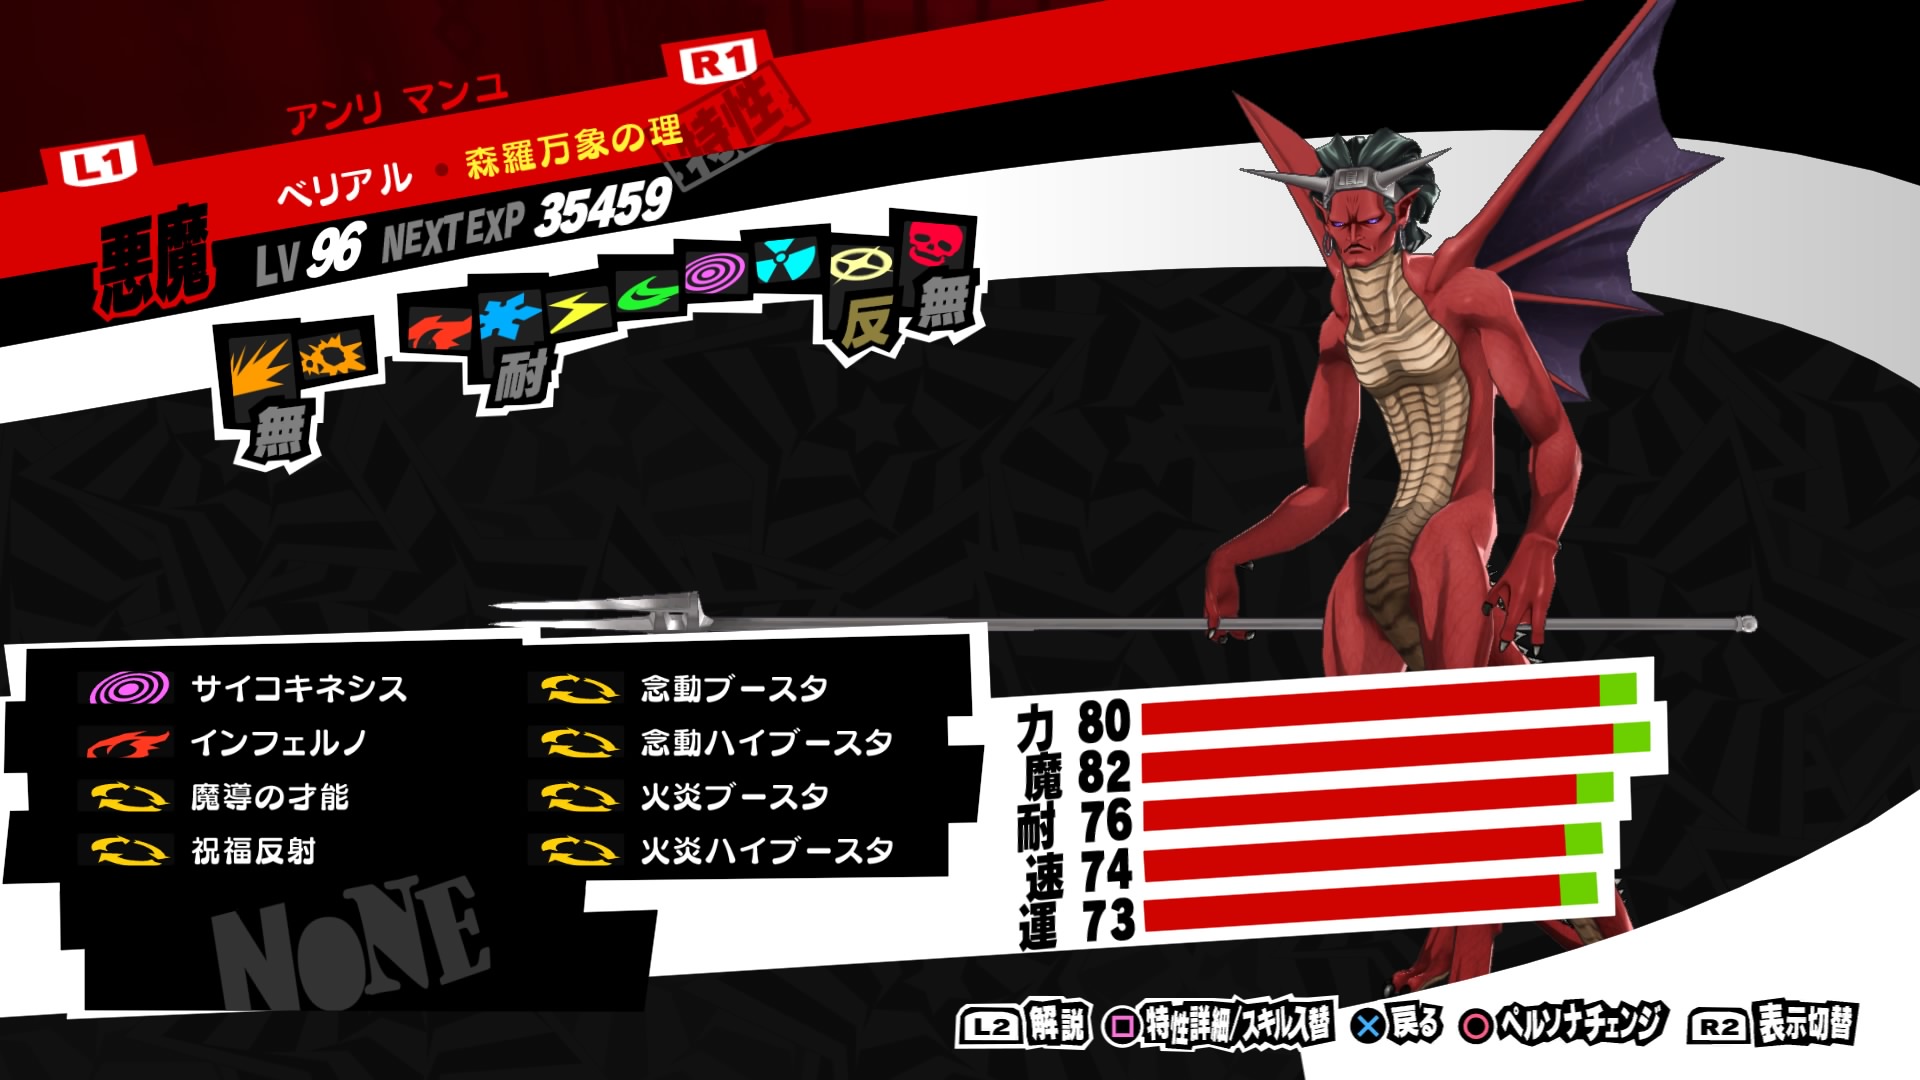 R1
アンリ マンユ
特性
L1
ベリアル・森羅万象の理
悪魔
LV 96 NEXT EXP 35459
反 無
耐
無
サイコキネシス 念動ブースタ
インフェルノ 念動ハイブースタ
魔導の才能 火炎ブースタ
祝福反射 火炎ハイブースタ
NONE
力 80
魔 82
耐 76
速 74
運 73
L2 解説 特性詳細/スキル入替 戻る ペルソナチェンジ R2 表示切替